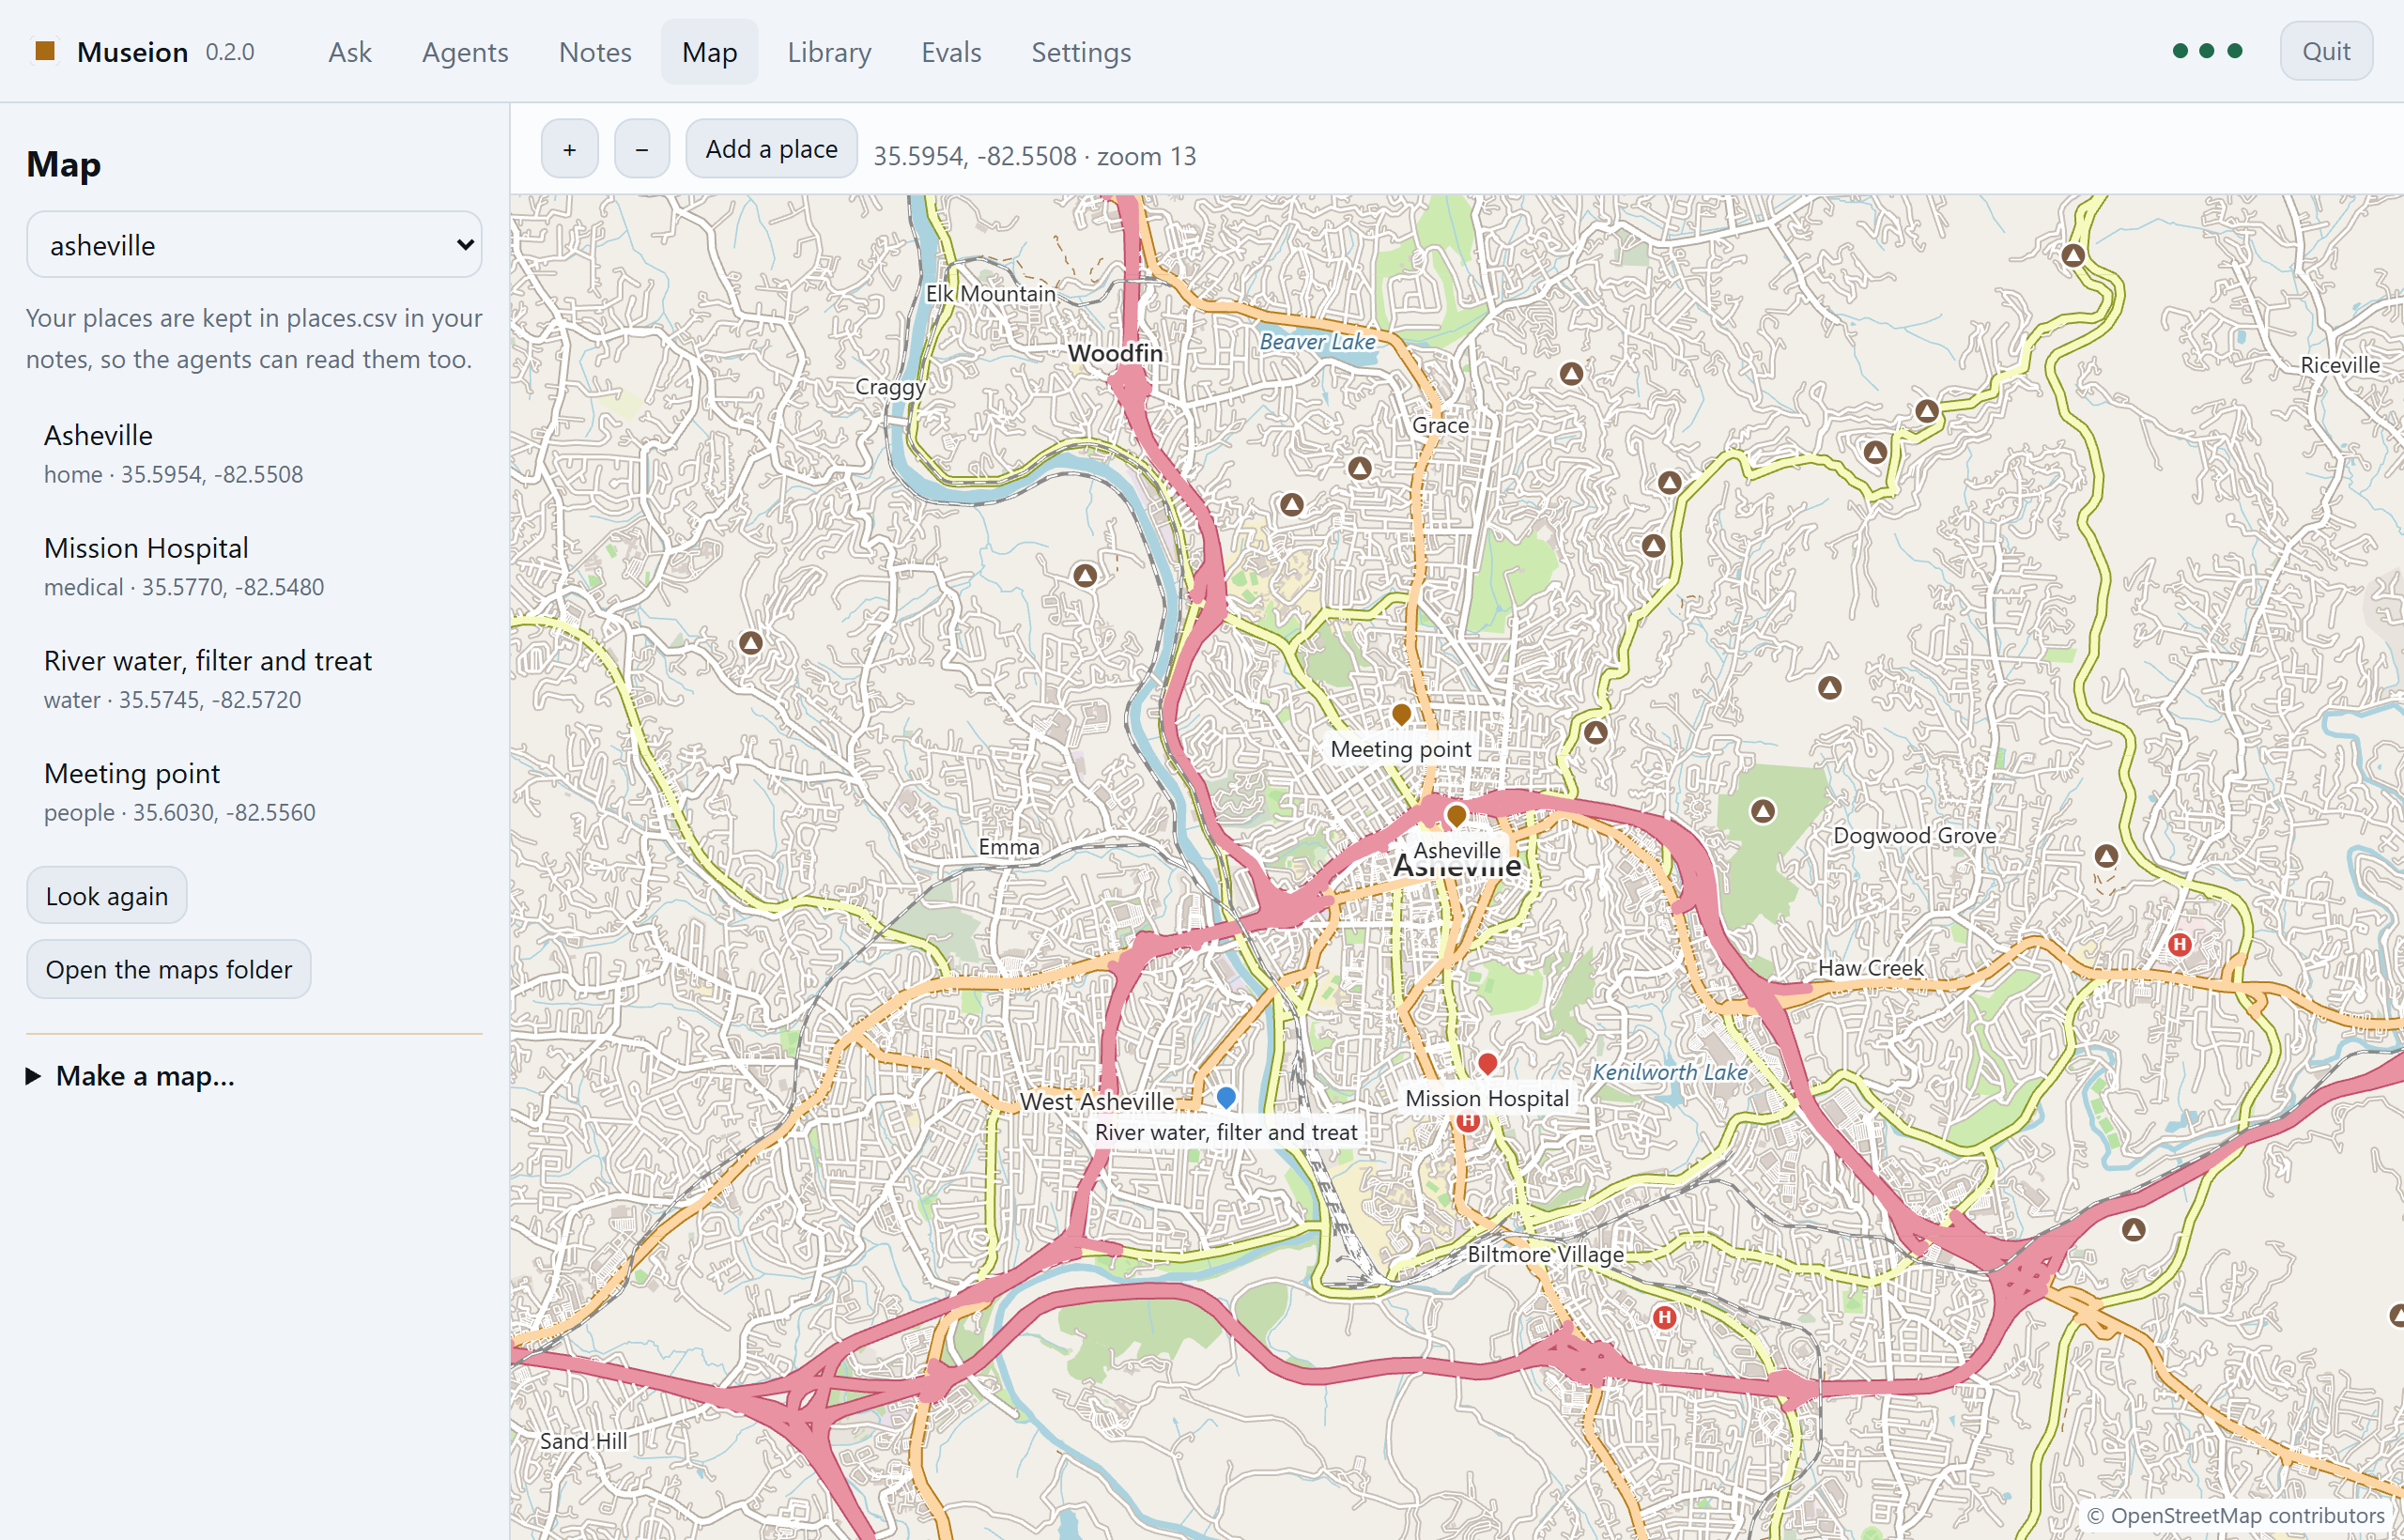 Museion 0.2.0
Ask
Agents
Notes
Map
Library
Evals
Settings
Quit
Map
asheville
Your places are kept in places.csv in your
notes, so the agents can read them too.
Asheville
home · 35.5954, -82.5508
Mission Hospital
medical · 35.5770, -82.5480
River water, filter and treat
water · 35.5745, -82.5720
Meeting point
people · 35.6030, -82.5560
Look again
Open the maps folder
Make a map...
+
−
Add a place
35.5954, -82.5508 · zoom 13
Elk Mountain
Beaver Lake
Woodfin
Riceville
Craggy
Grace
Meeting point
Dogwood Grove
Emma
Asheville
Asheville
H
Haw Creek
Kenilworth Lake
Mission Hospital
West Asheville
H
River water, filter and treat
Biltmore Village
H
Sand Hill
© OpenStreetMap contributors